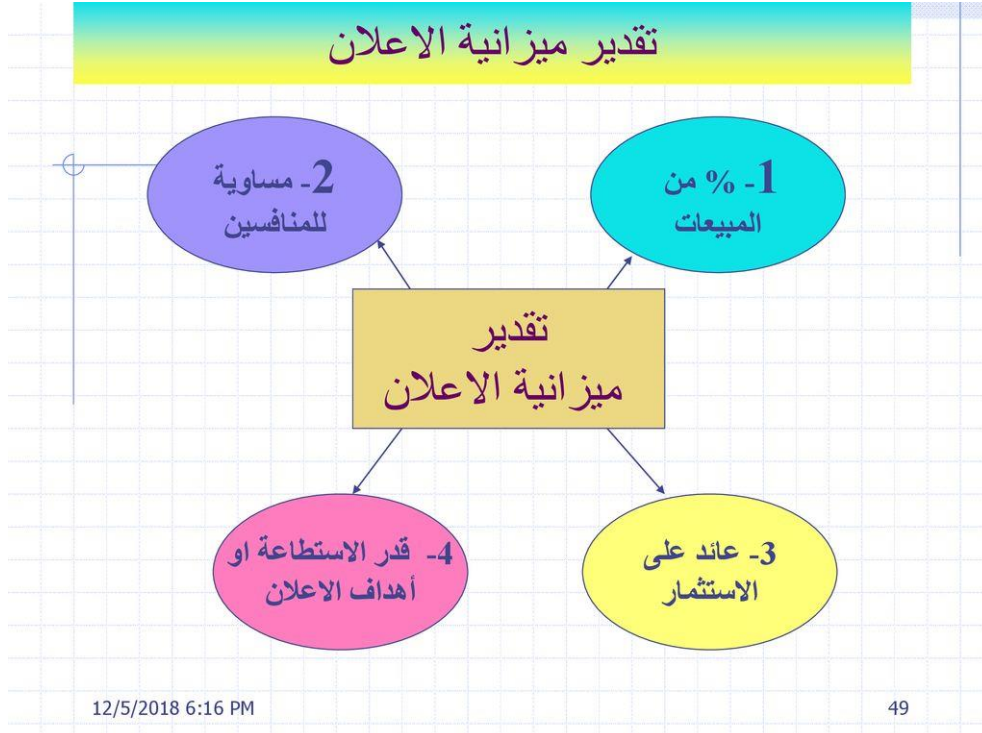 تقدير ميزانية الاعلان
1- % من
المبيعات
2- مساوية
للمنافسين
تقدير
ميزانية الاعلان
3- عائد على
الاستثمار
4- قدر الاستطاعة او
أهداف الاعلان
12/5/2018 6:16 PM
49